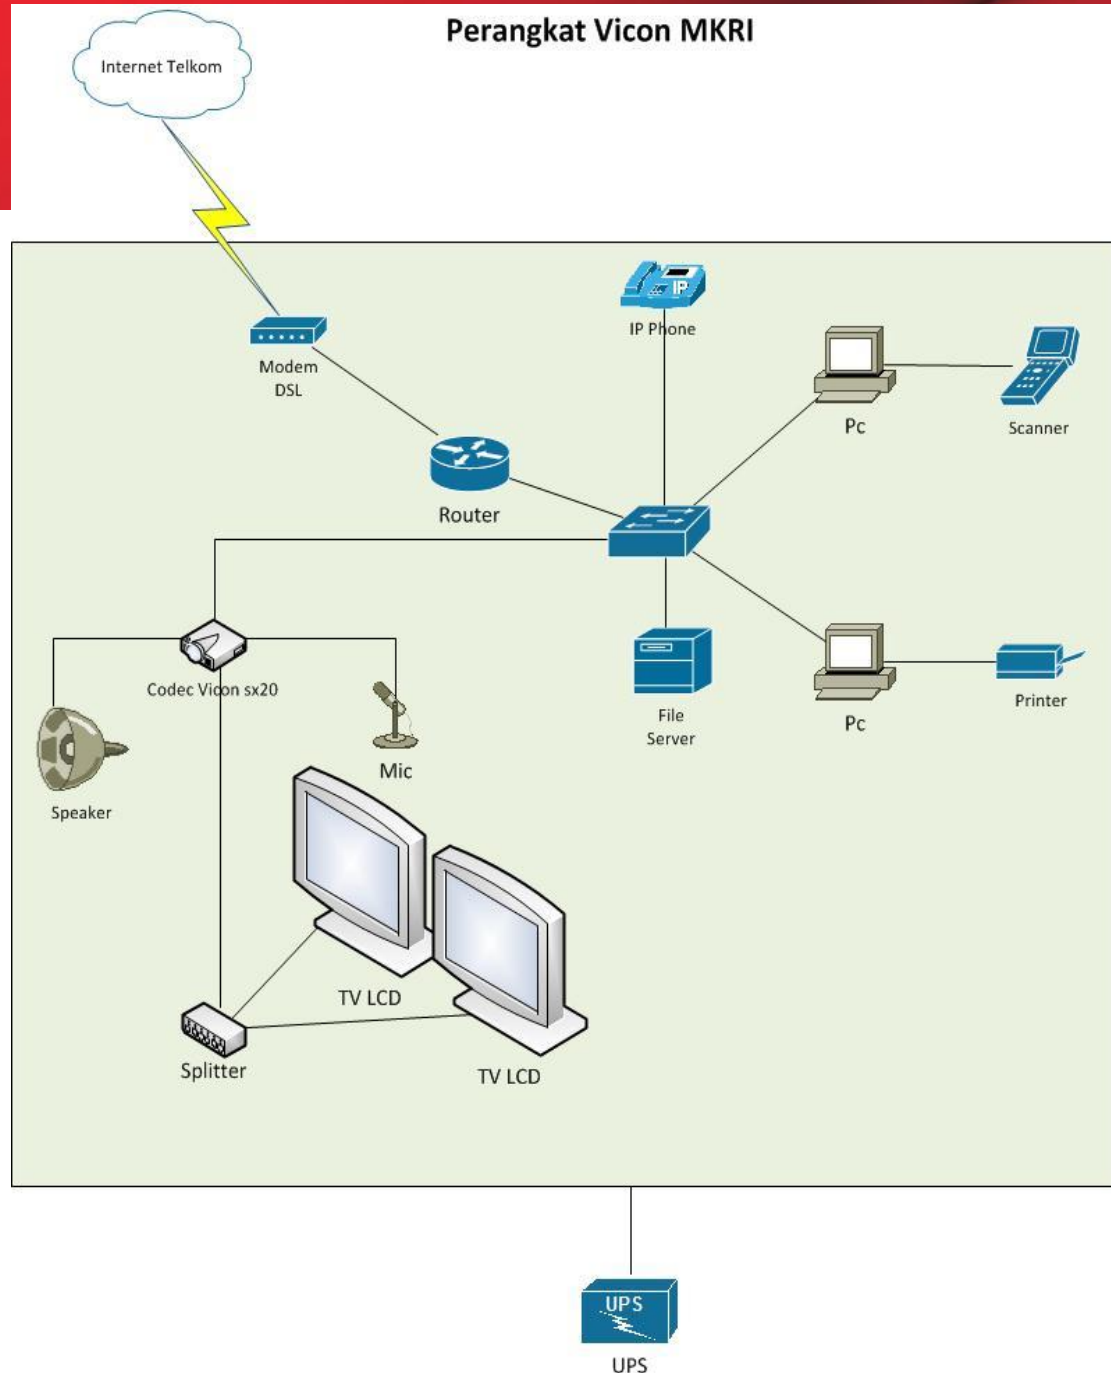 Perangkat Vicon MKRI
Internet Telkom
IP
IP Phone
Modem
DSL
Pc
Scanner
Router
Codec Vicon sx20
File
Server
Pc
Printer
Mic
Speaker
TV LCD
Splitter
TV LCD
UPS
UPS